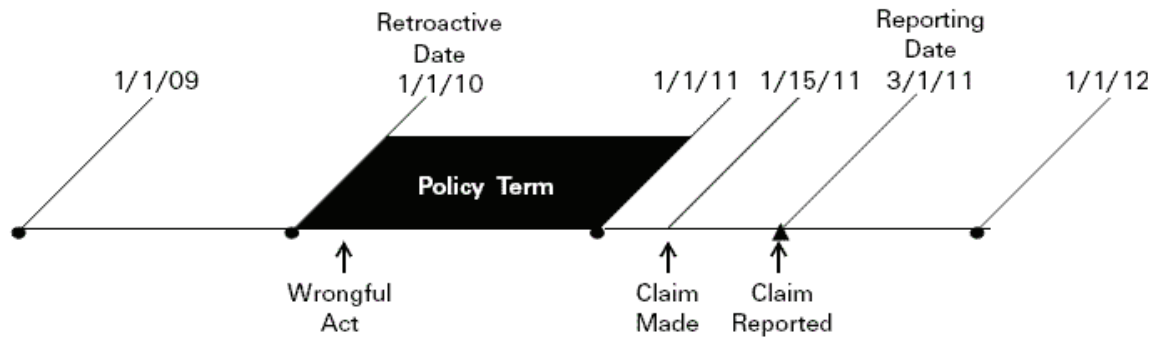 Retroactive
Date
Reporting
Date
1/1/09
1/1/10
1/1/11
1/15/11
3/1/11
1/1/12
Policy Term
Wrongful
Act
Claim
Made
Claim
Reported